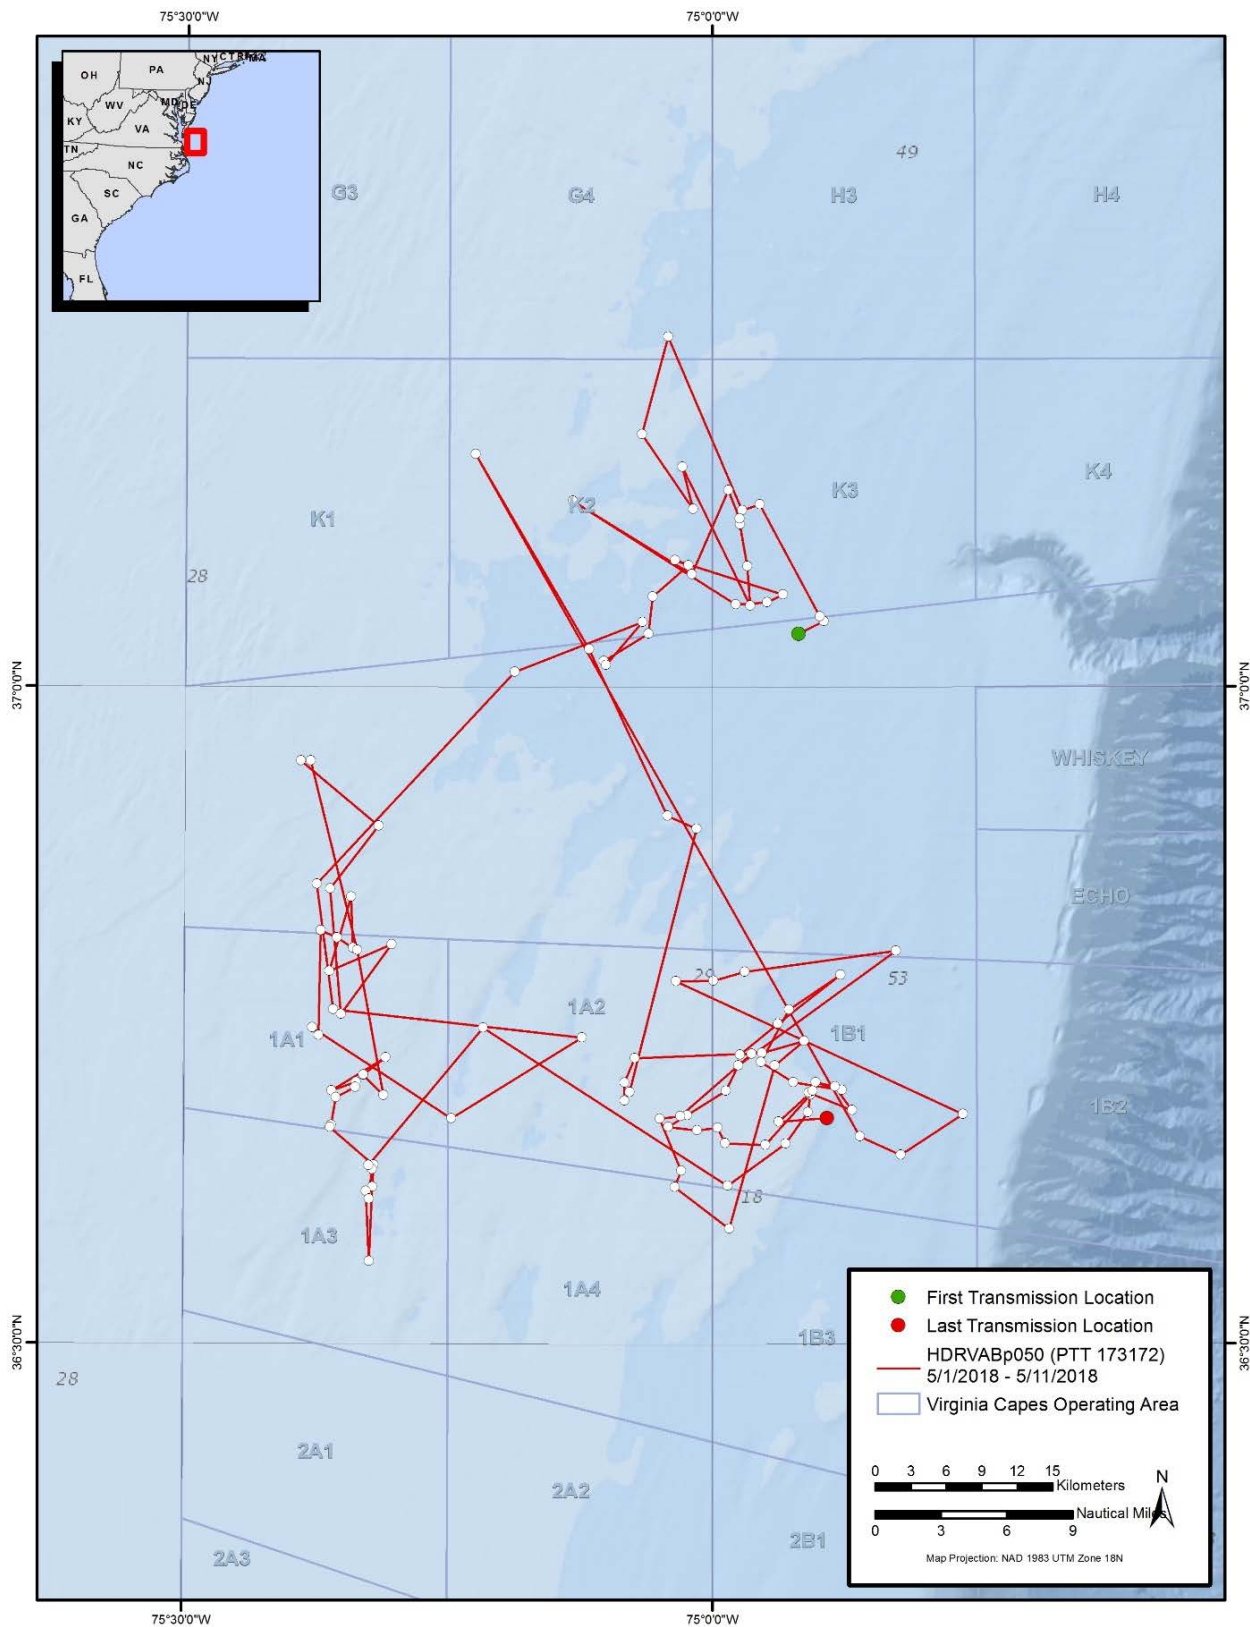 75°30'0"W
75°0'0"W
NY
CT
RI
MA
PA
OH
NJ
MD
DE
WV
VA
KY
TN
NC
SC
GA
FL
49
G3
G4
H3
H4
K4
K3
K2
K1
28
37°0'0"N
37°0'0"N
WHISKEY
ECHO
29
53
1A2
1B1
1A1
1B2
18
1A3
1A4
1B3
36°30'0"N
36°30'0"N
28
2A1
2A2
2B1
2A3
First Transmission Location
Last Transmission Location
HDRVABp050 (PTT 173172)
5/1/2018 - 5/11/2018
Virginia Capes Operating Area
0 3 6 9 12 15
Kilometers
N
Nautical Miles
0 3 6 9
Map Projection: NAD 1983 UTM Zone 18N
75°30'0"W
75°0'0"W